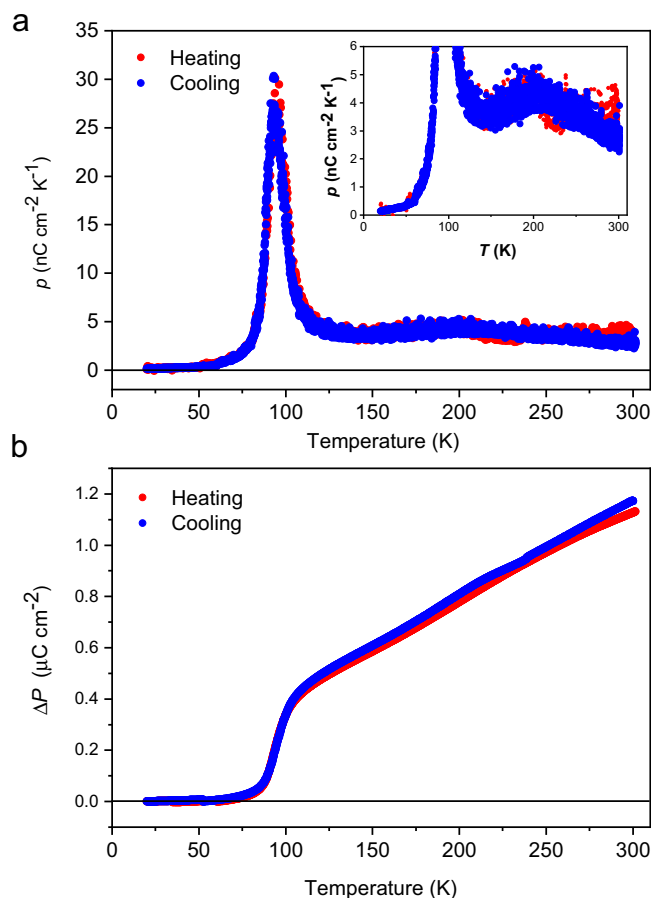 a
35
30
25
20
15
10
5
0
p (nC cm⁻² K⁻¹)
Heating
Cooling
6
5
4
3
2
1
0
p (nC cm⁻² K⁻¹)
0 100 200 300
T (K)
0 50 100 150 200 250 300
Temperature (K)
b
1.2
1.0
0.8
0.6
0.4
0.2
0.0
ΔP (μC cm⁻²)
Heating
Cooling
0 50 100 150 200 250 300
Temperature (K)